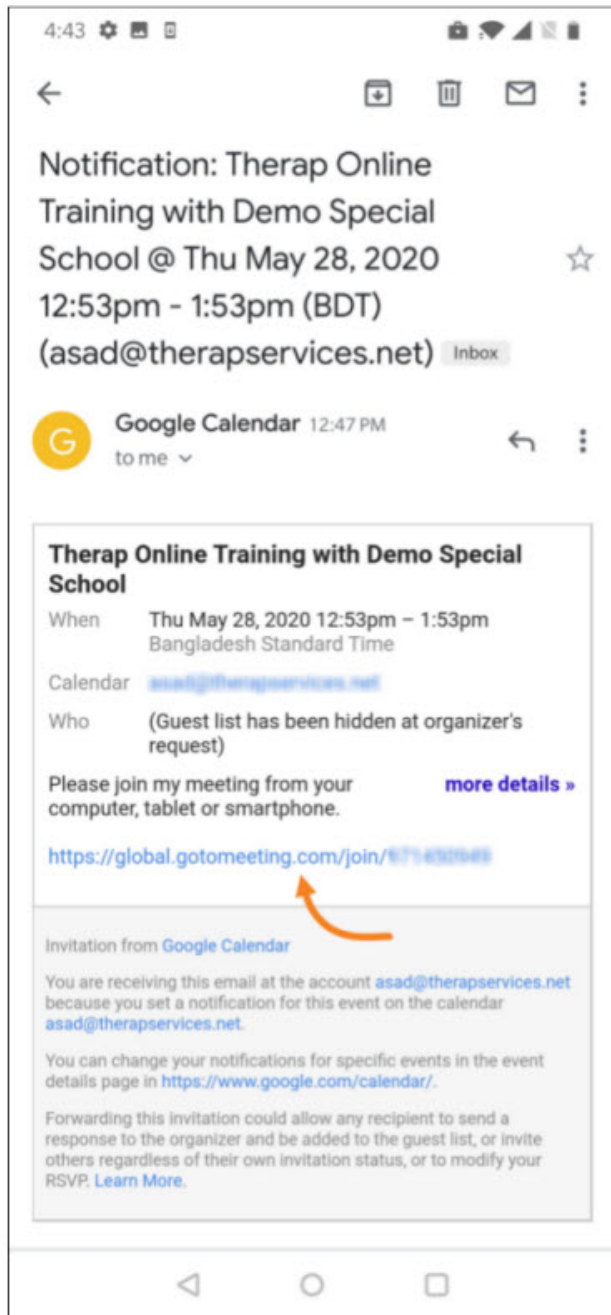 4:43
Notification: Therap Online
Training with Demo Special
School @ Thu May 28, 2020
12:53pm - 1:53pm (BDT)
(asad@therapservices.net) Inbox
G
Google Calendar 12:47 PM
to me
Therap Online Training with Demo Special
School
When Thu May 28, 2020 12:53pm – 1:53pm
Bangladesh Standard Time
Calendar
Who (Guest list has been hidden at organizer's
request)
Please join my meeting from your more details »
computer, tablet or smartphone.
https://global.gotomeeting.com/join/
Invitation from Google Calendar
You are receiving this email at the account asad@therapservices.net
because you set a notification for this event on the calendar
asad@therapservices.net.
You can change your notifications for specific events in the event
details page in https://www.google.com/calendar/.
Forwarding this invitation could allow any recipient to send a
response to the organizer and be added to the guest list, or invite
others regardless of their own invitation status, or to modify your
RSVP. Learn More.